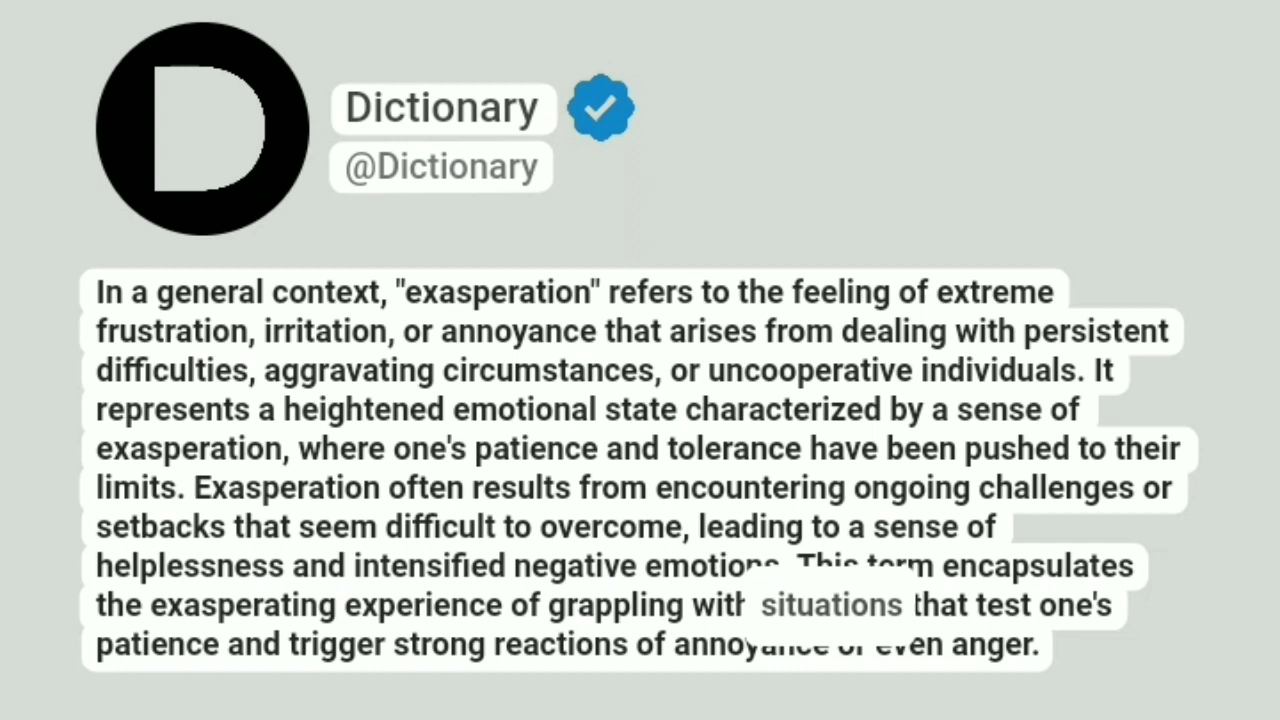 D
Dictionary
@Dictionary
In a general context, "exasperation" refers to the feeling of extreme
frustration, irritation, or annoyance that arises from dealing with persistent
difficulties, aggravating circumstances, or uncooperative individuals. It
represents a heightened emotional state characterized by a sense of
exasperation, where one's patience and tolerance have been pushed to their
limits. Exasperation often results from encountering ongoing challenges or
setbacks that seem difficult to overcome, leading to a sense of
helplessness and intensified negative emotions. This term encapsulates
the exasperating experience of grappling with situations that test one's
patience and trigger strong reactions of annoyance or even anger.